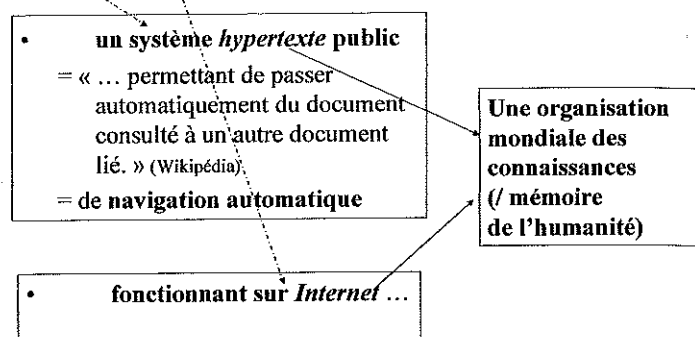 • un système hypertexte public
= « … permettant de passer
automatiquement du document
consulté à un autre document
lié. » (Wikipédia)
= de navigation automatique
Une organisation
mondiale des
connaissances
(/ mémoire
de l'humanité)
• fonctionnant sur Internet …